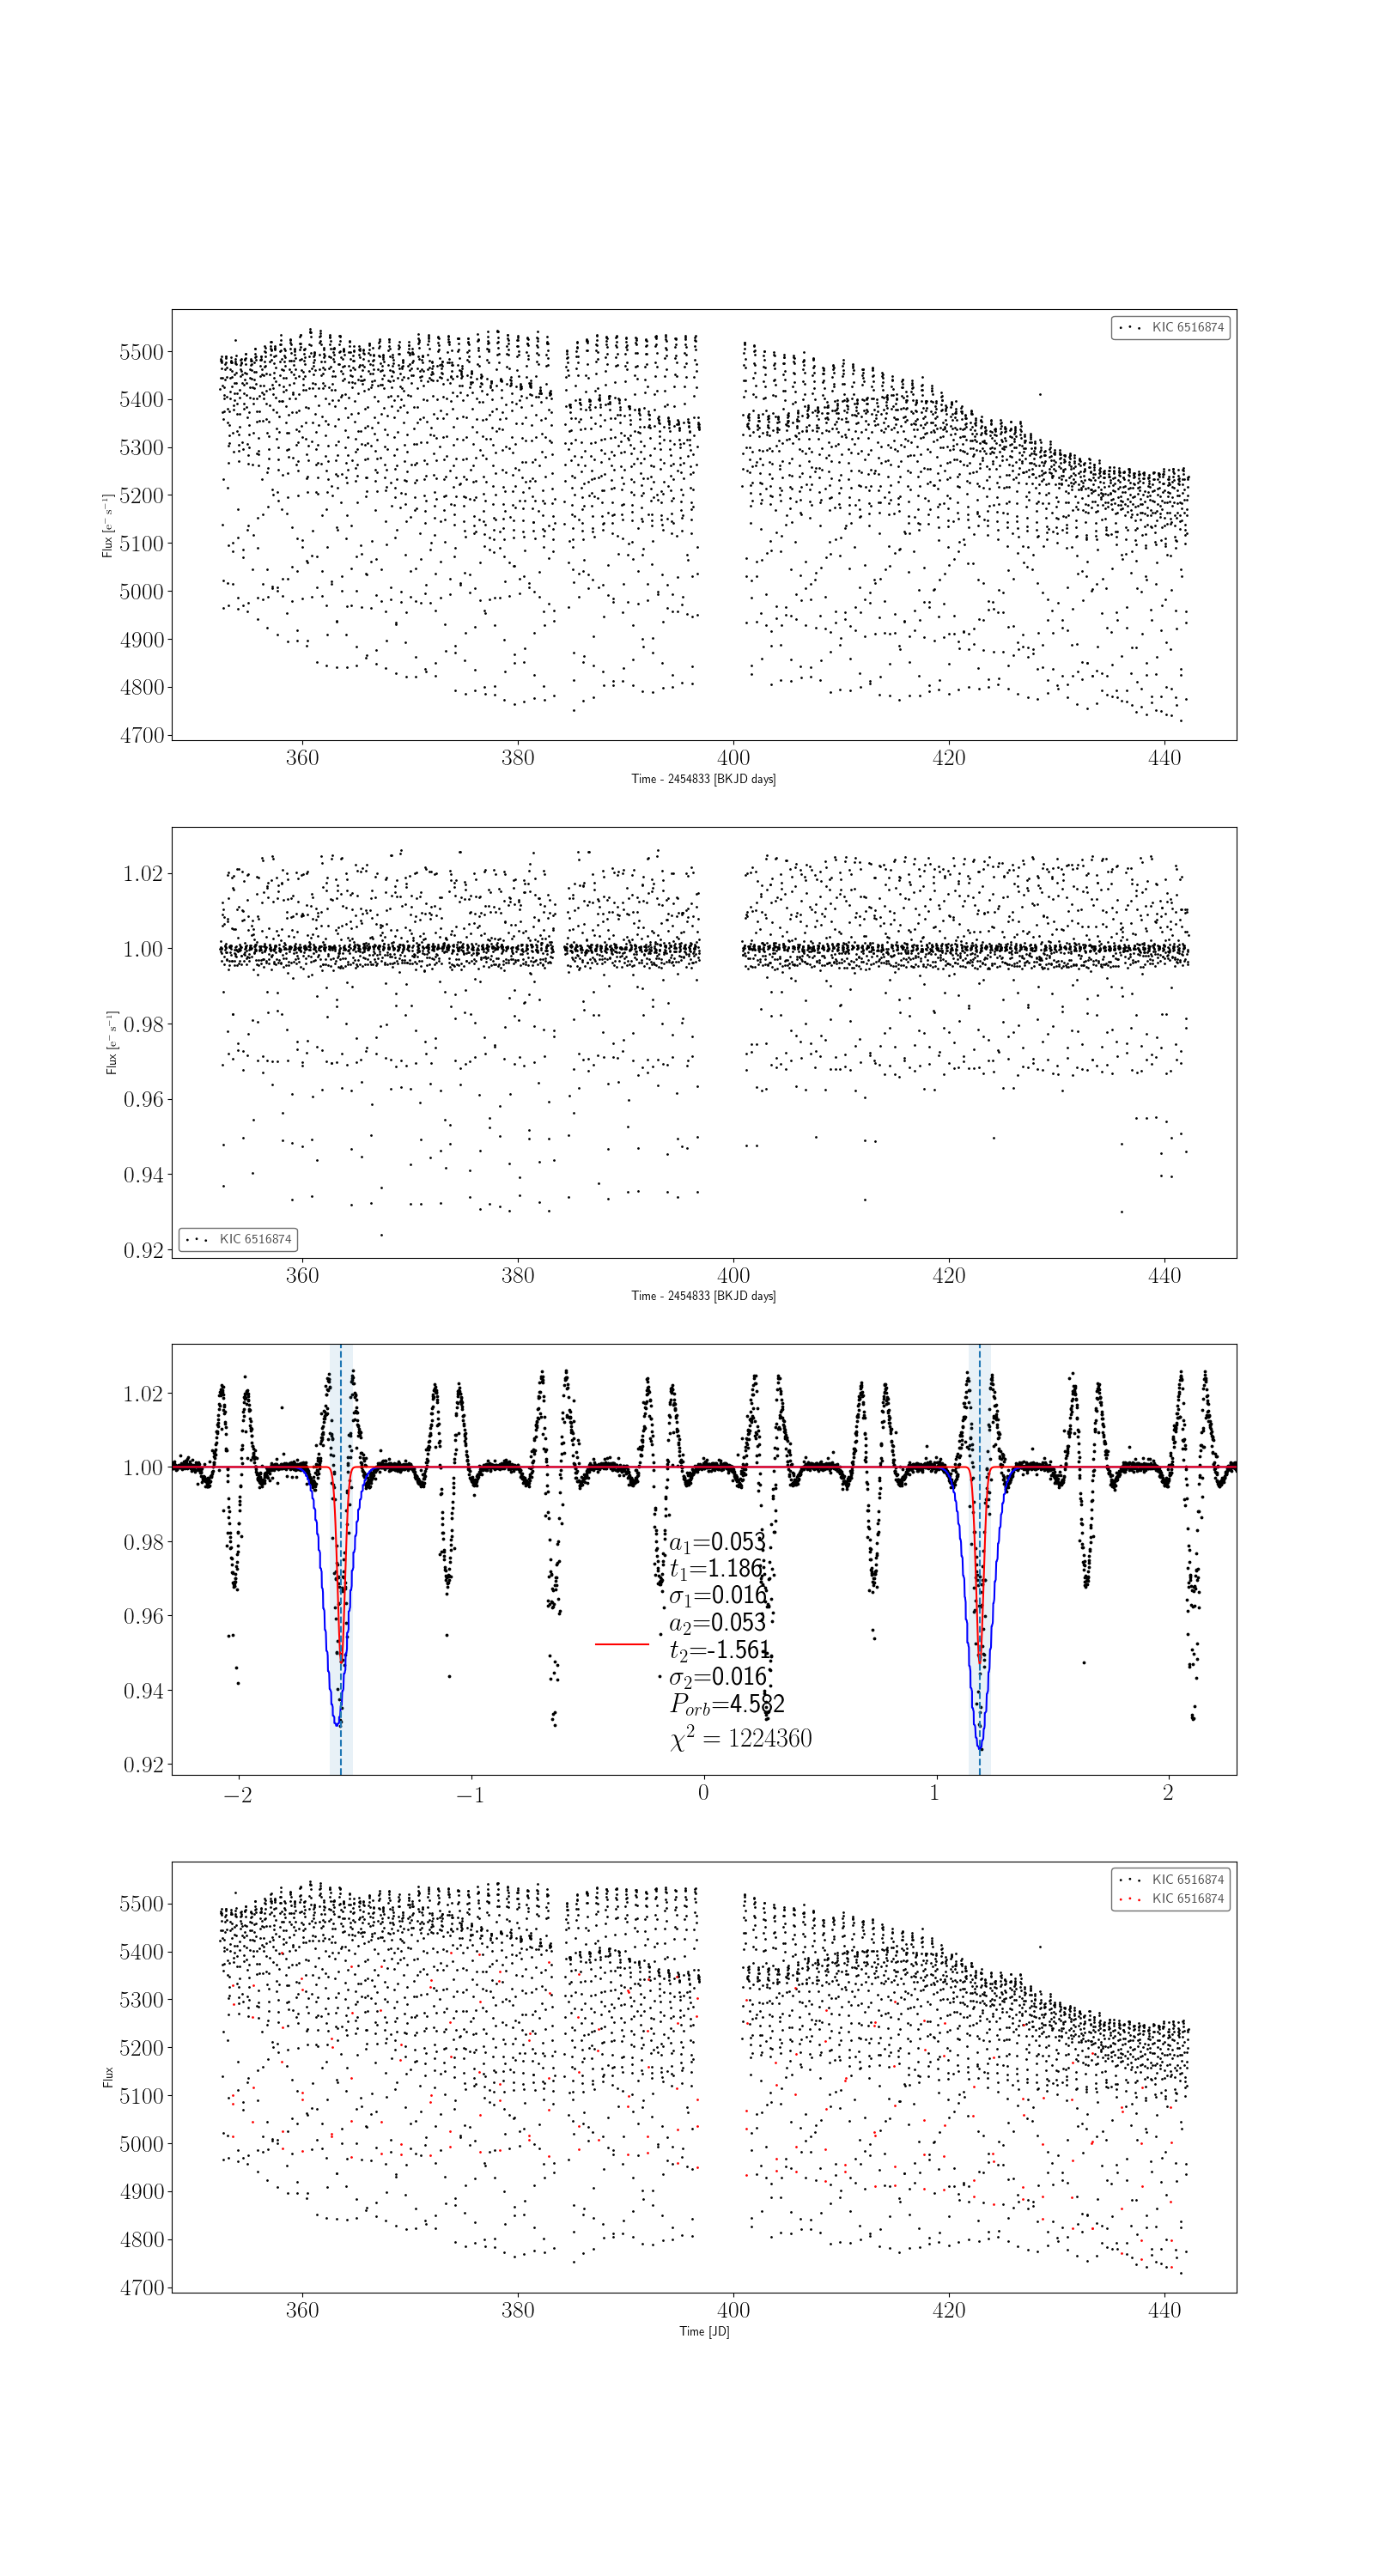 KIC 6516874
5500
5400
5300
5200
5100
5000
4900
4800
4700
Flux [e⁻ s⁻¹]
360 380 400 420 440
Time - 2454833 [BKJD days]
1.02
1.00
0.98
0.96
0.94
0.92
Flux [e⁻ s⁻¹]
KIC 6516874
360 380 400 420 440
Time - 2454833 [BKJD days]
1.02
1.00
0.98
0.96
0.94
0.92
a₁=0.053
t₁=1.186
σ₁=0.016
a₂=0.053
t₂=-1.561
σ₂=0.016
P_orb=4.582
χ² = 1224360
−2 −1 0 1 2
KIC 6516874
KIC 6516874
5500
5400
5300
5200
5100
5000
4900
4800
4700
Flux
360 380 400 420 440
Time [JD]